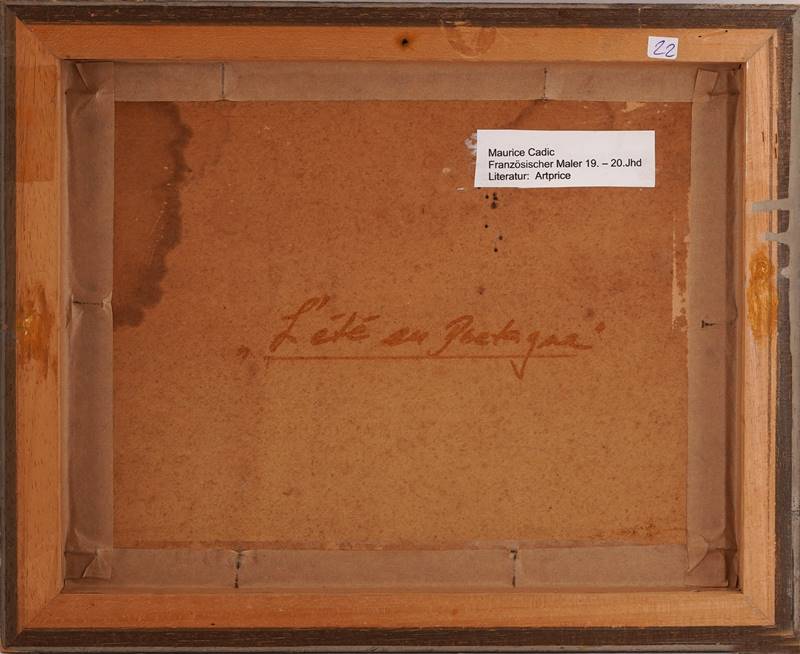 22
Maurice Cadic
Französischer Maler 19. – 20.Jhd
Literatur: Artprice
„L'été en Bretagne"